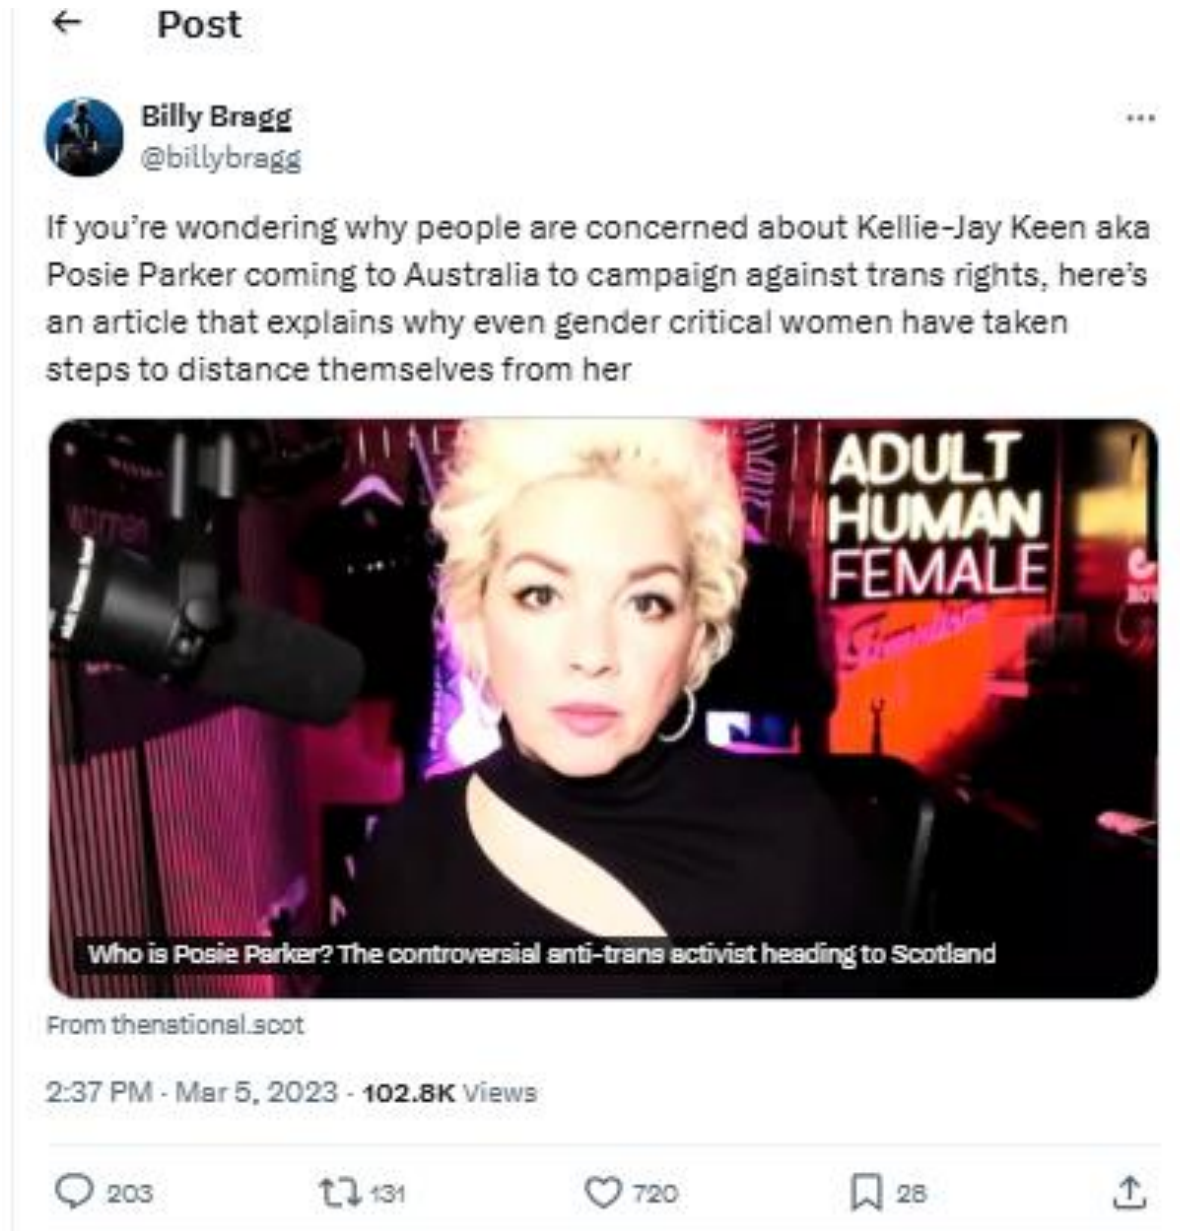 Post
Billy Bragg
@billybragg
If you're wondering why people are concerned about Kellie-Jay Keen aka
Posie Parker coming to Australia to campaign against trans rights, here's
an article that explains why even gender critical women have taken
steps to distance themselves from her
women
ADULT
HUMAN
FEMALE
Who is Posie Parker? The controversial anti-trans activist heading to Scotland
From thenational.scot
2:37 PM · Mar 5, 2023 · 102.8K Views
203 131 720 28